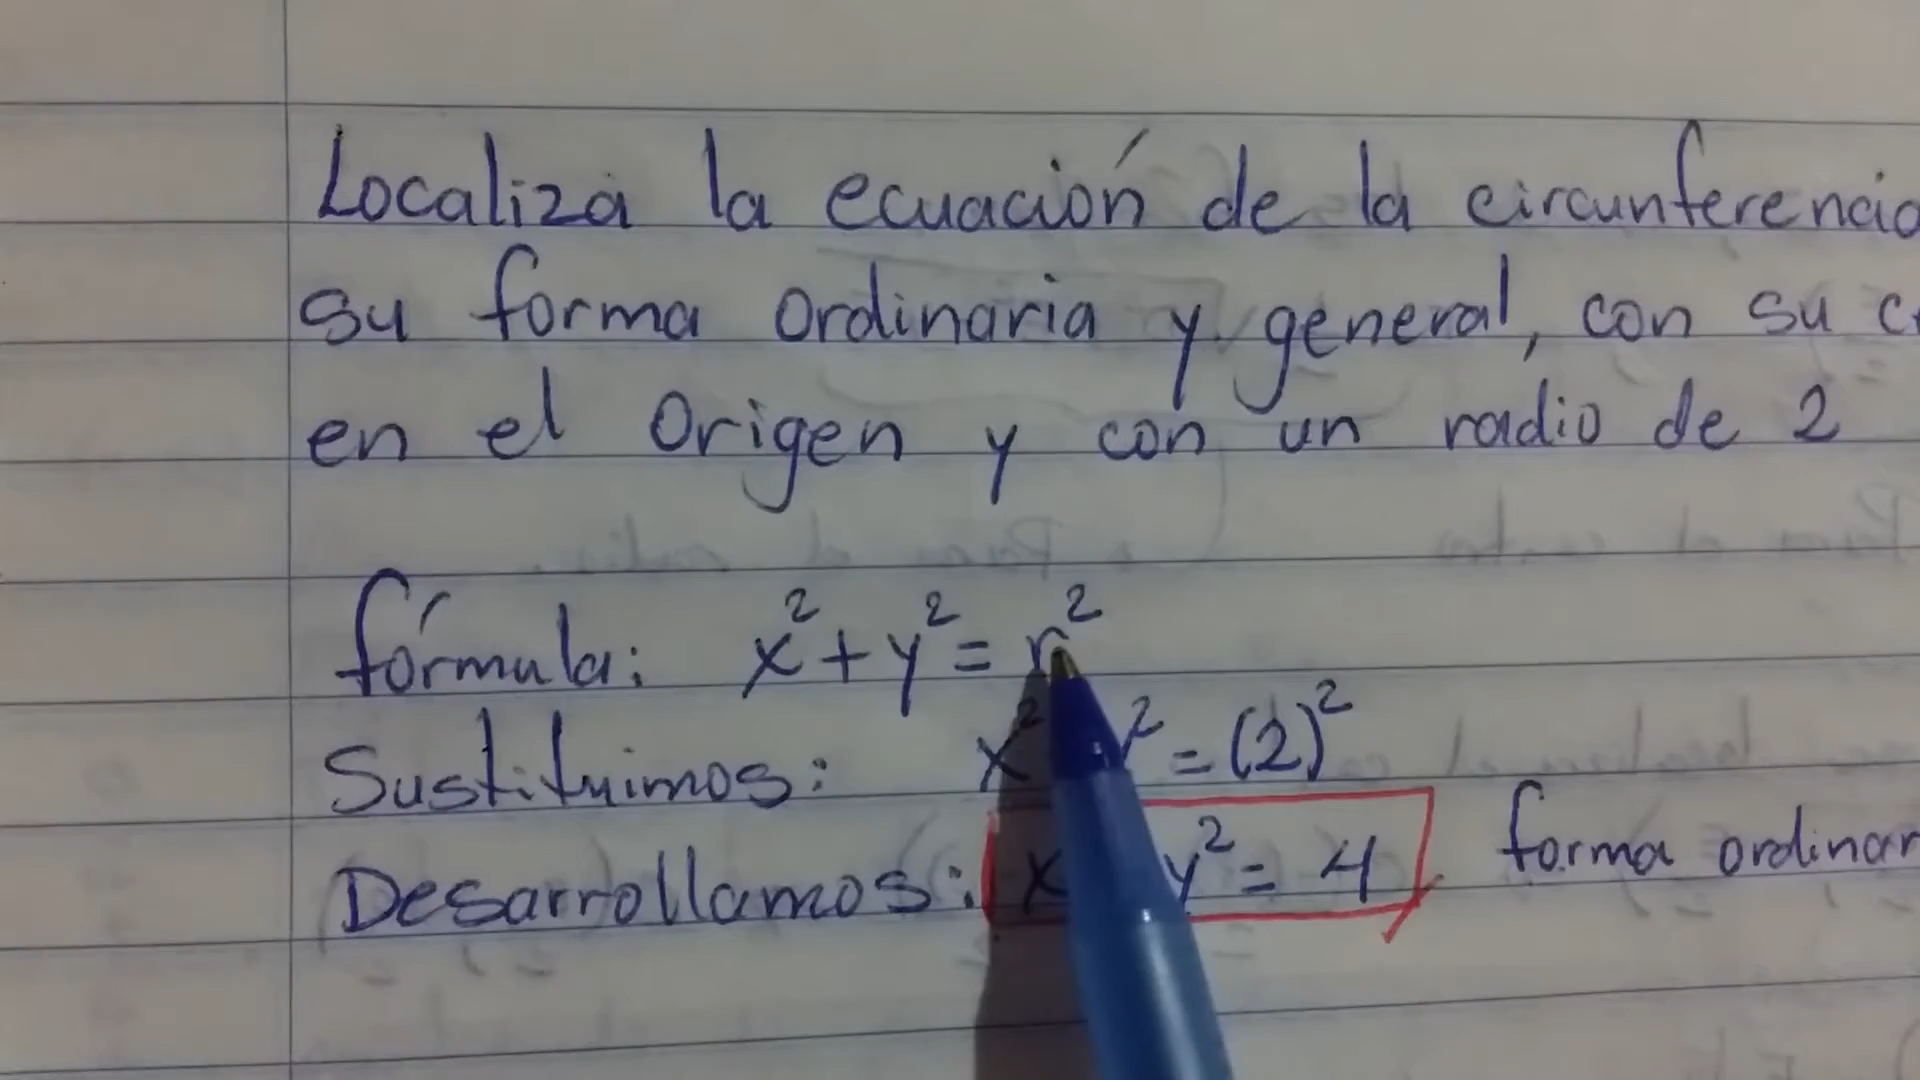 Localiza la ecuación de la circunferencia
su forma ordinaria y general, con su
en el Origen y con un radio de 2
fórmula: x² + y² = r²
Sustituimos: x² y² = (2)²
Desarrollamos: x y² = 4 forma ordinar